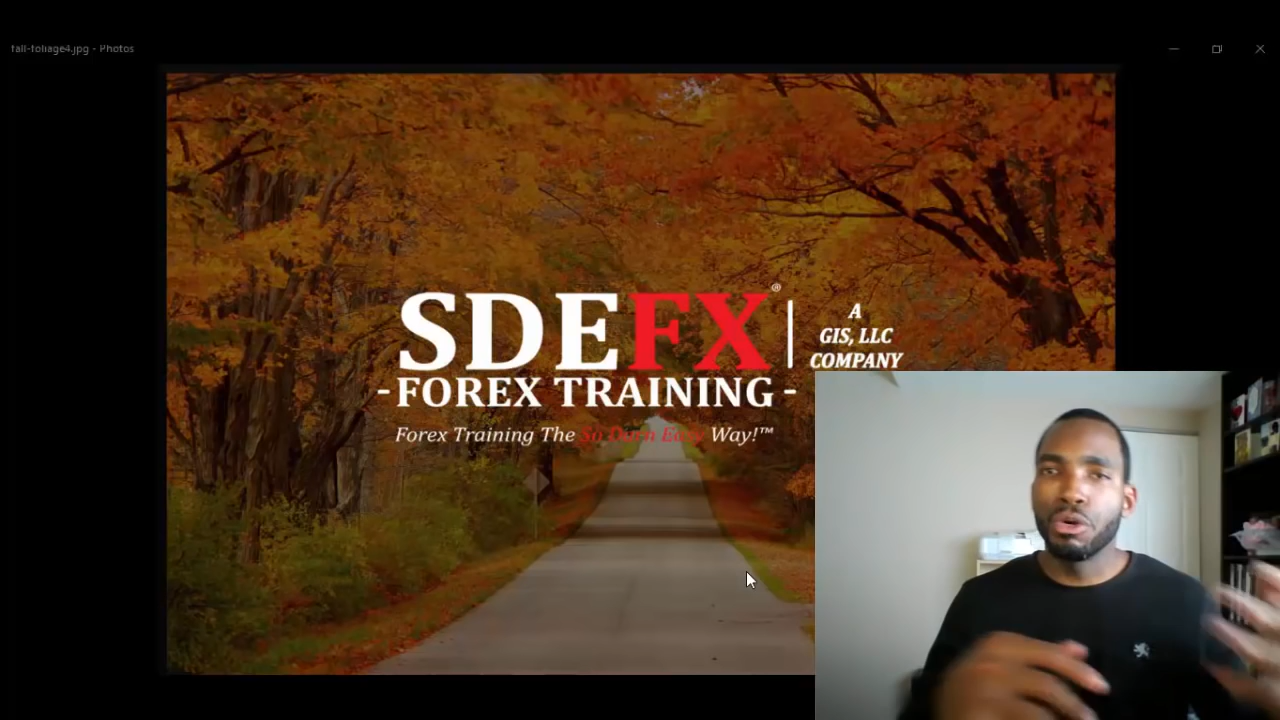 fall-foliage4.jpg - Photos
SDEFX®
-FOREX TRAINING-
Forex Training The So Darn Easy Way!™
A
GIS, LLC
COMPANY